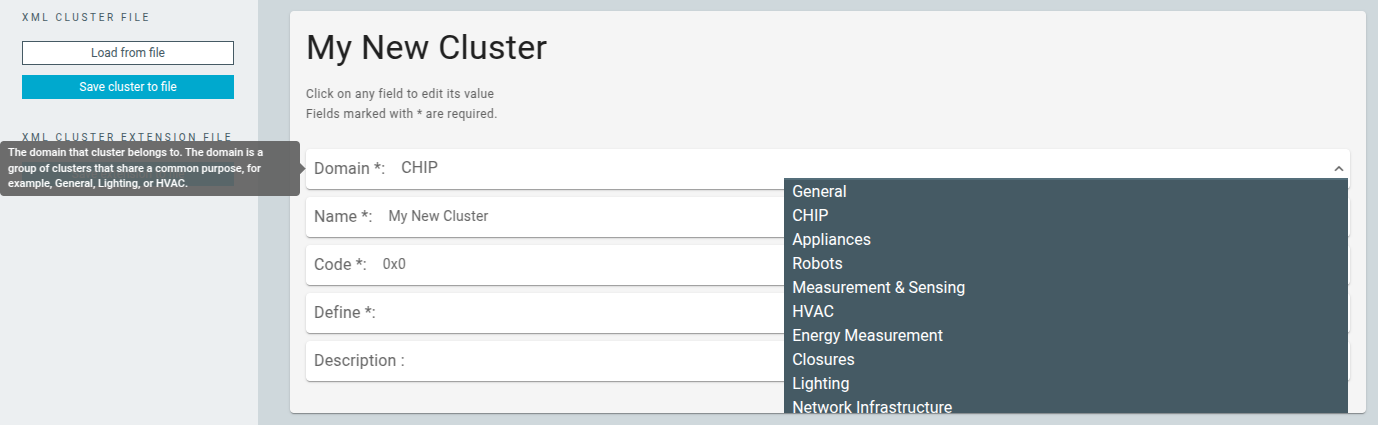 XML CLUSTER FILE
Load from file
Save cluster to file
XML CLUSTER EXTENSION FILE
The domain that cluster belongs to. The domain is a
group of clusters that share a common purpose, for
example, General, Lighting, or HVAC.
My New Cluster
Click on any field to edit its value
Fields marked with * are required.
Domain *: CHIP
Name *: My New Cluster
Code *: 0x0
Define *:
Description :
General
CHIP
Appliances
Robots
Measurement & Sensing
HVAC
Energy Measurement
Closures
Lighting
Network Infrastructure